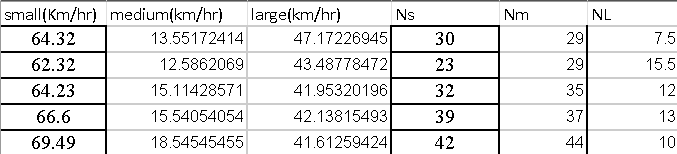 small(Km/hr) medium(km/hr) large(km/hr) Ns Nm NL
64.32 13.55172414 47.17226945 30 29 7.5
62.32 12.5862069 43.48778472 23 29 15.5
64.23 15.11428571 41.95320196 32 35 12
66.6 15.54054054 42.13815493 39 37 13
69.49 18.54545455 41.61259424 42 44 10